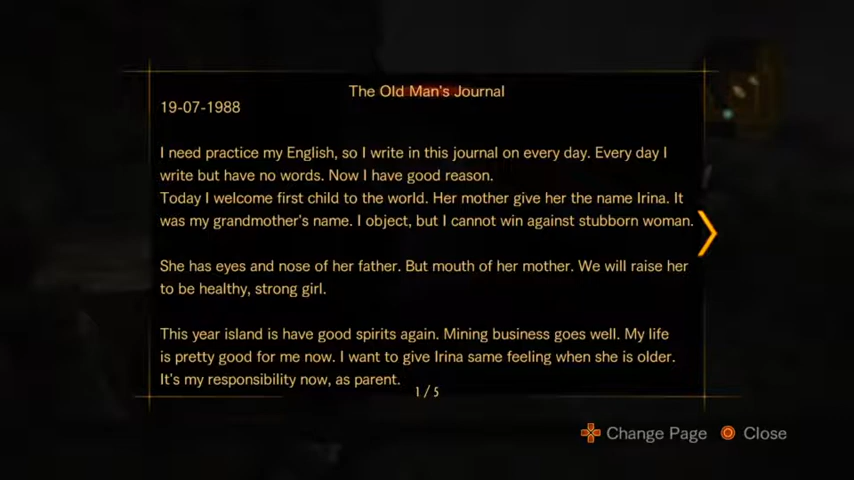 The Old Man's Journal
19-07-1988
I need practice my English, so I write in this journal on every day. Every day I
write but have no words. Now I have good reason.
Today I welcome first child to the world. Her mother give her the name Irina. It
was my grandmother's name. I object, but I cannot win against stubborn woman.
She has eyes and nose of her father. But mouth of her mother. We will raise her
to be healthy, strong girl.
This year island is have good spirits again. Mining business goes well. My life
is pretty good for me now. I want to give Irina same feeling when she is older.
It's my responsibility now, as parent.
1/5
Change Page Close